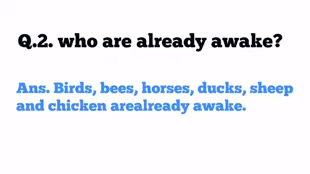 Q.2. who are already awake?
Ans. Birds, bees, horses, ducks, sheep
and chicken arealready awake.